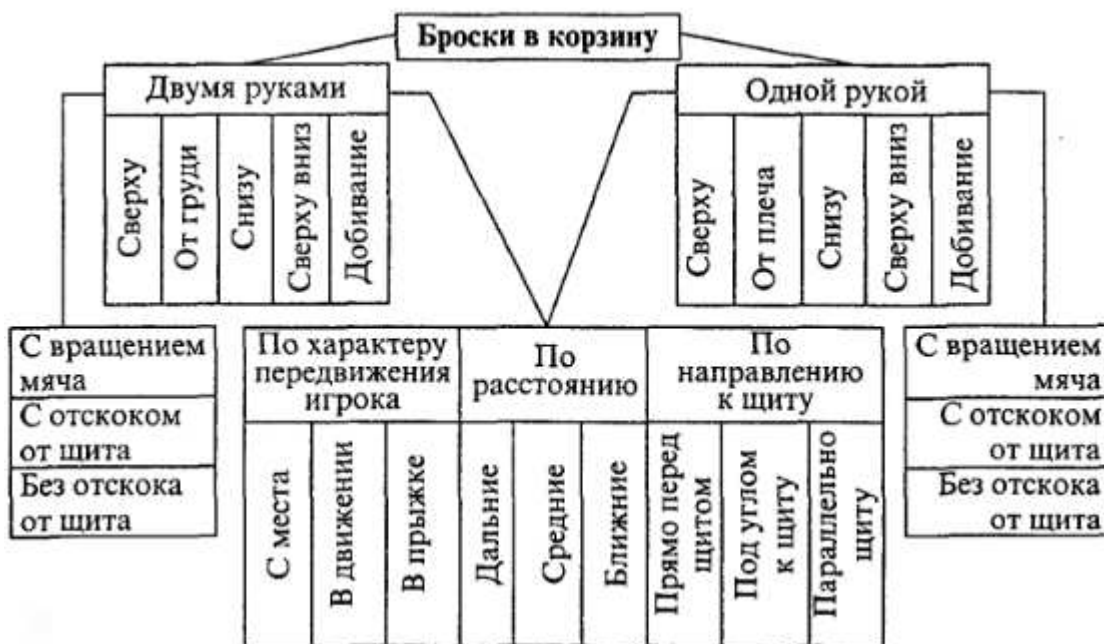 Броски в корзину
Двумя руками
Сверху
От груди
Снизу
Сверху вниз
Добивание
Одной рукой
Сверху
От плеча
Снизу
Сверху вниз
Добивание
С вращением
мяча
С отскоком
от щита
Без отскока
от щита
По характеру
передвижения
игрока
С места
В движении
В прыжке
По
расстоянию
Дальние
Средние
Ближние
По
направлению
к щиту
Прямо перед
щитом
Под углом
к щиту
Параллельно
щиту
С вращением
мяча
С отскоком
от щита
Без отскока
от щита